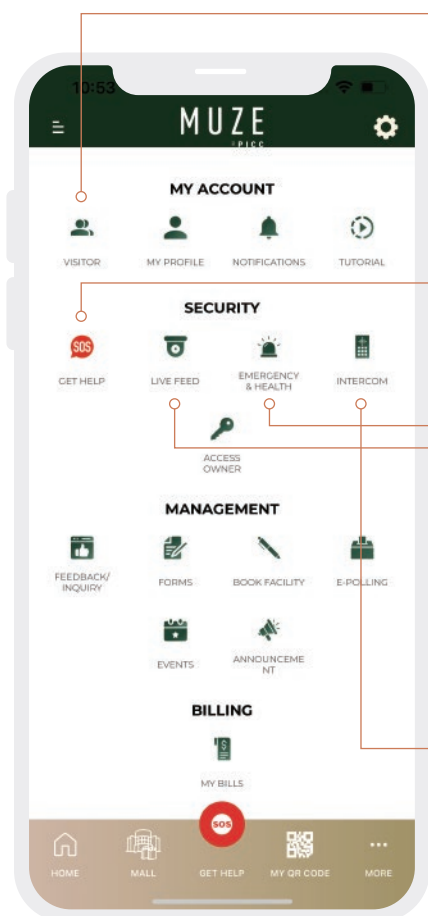 10:53
MUZE
PICC
MY ACCOUNT
VISITOR
MY PROFILE
NOTIFICATIONS
TUTORIAL
SECURITY
SOS
GET HELP
LIVE FEED
EMERGENCY
& HEALTH
INTERCOM
ACCESS
OWNER
MANAGEMENT
FEEDBACK/
INQUIRY
FORMS
BOOK FACILITY
E-POLLING
EVENTS
ANNOUNCEME
NT
BILLING
MY BILLS
SOS
HOME
MALL
GET HELP
MY QR CODE
MORE